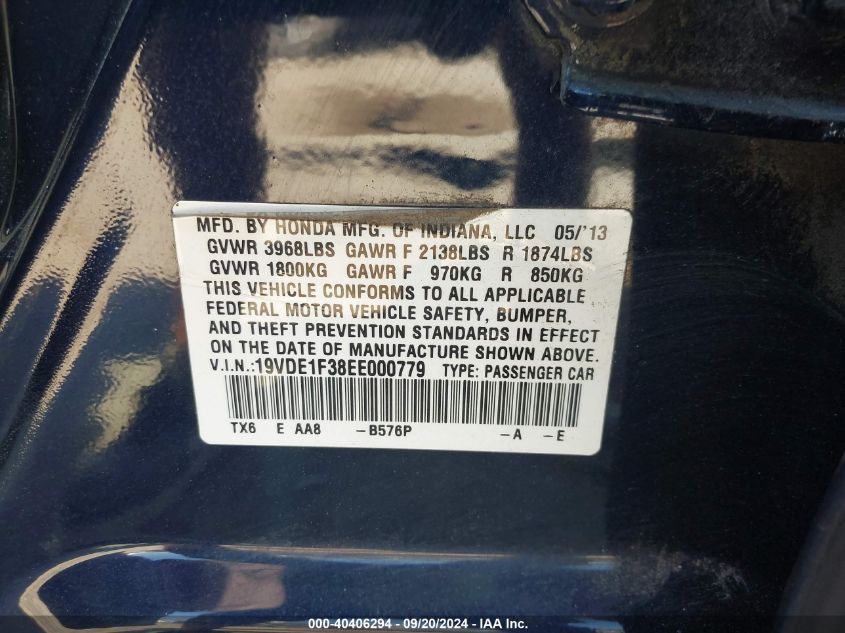 MFD. BY HONDA MFG. OF INDIANA, LLC 05/'13
GVWR 3968LBS GAWR F 2138LBS R 1874LBS
GVWR 1800KG GAWR F 970KG R 850KG
THIS VEHICLE CONFORMS TO ALL APPLICABLE
FEDERAL MOTOR VEHICLE SAFETY, BUMPER,
AND THEFT PREVENTION STANDARDS IN EFFECT
ON THE DATE OF MANUFACTURE SHOWN ABOVE.
V.I.N.:19VDE1F38EE000779 TYPE: PASSENGER CAR
TX6 E AA8 -B576P -A -E
000-40406294 - 09/20/2024 - IAA Inc.